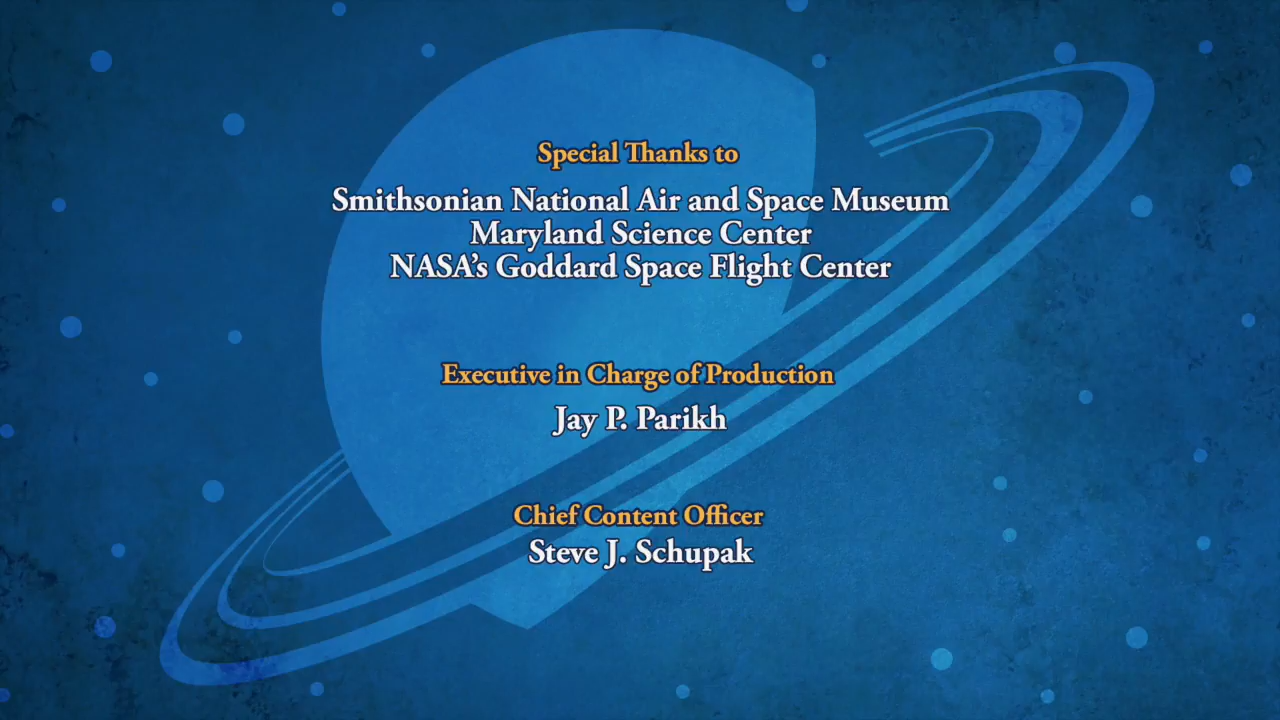 Special Thanks to
Smithsonian National Air and Space Museum
Maryland Science Center
NASA’s Goddard Space Flight Center
Executive in Charge of Production
Jay P. Parikh
Chief Content Officer
Steve J. Schupak